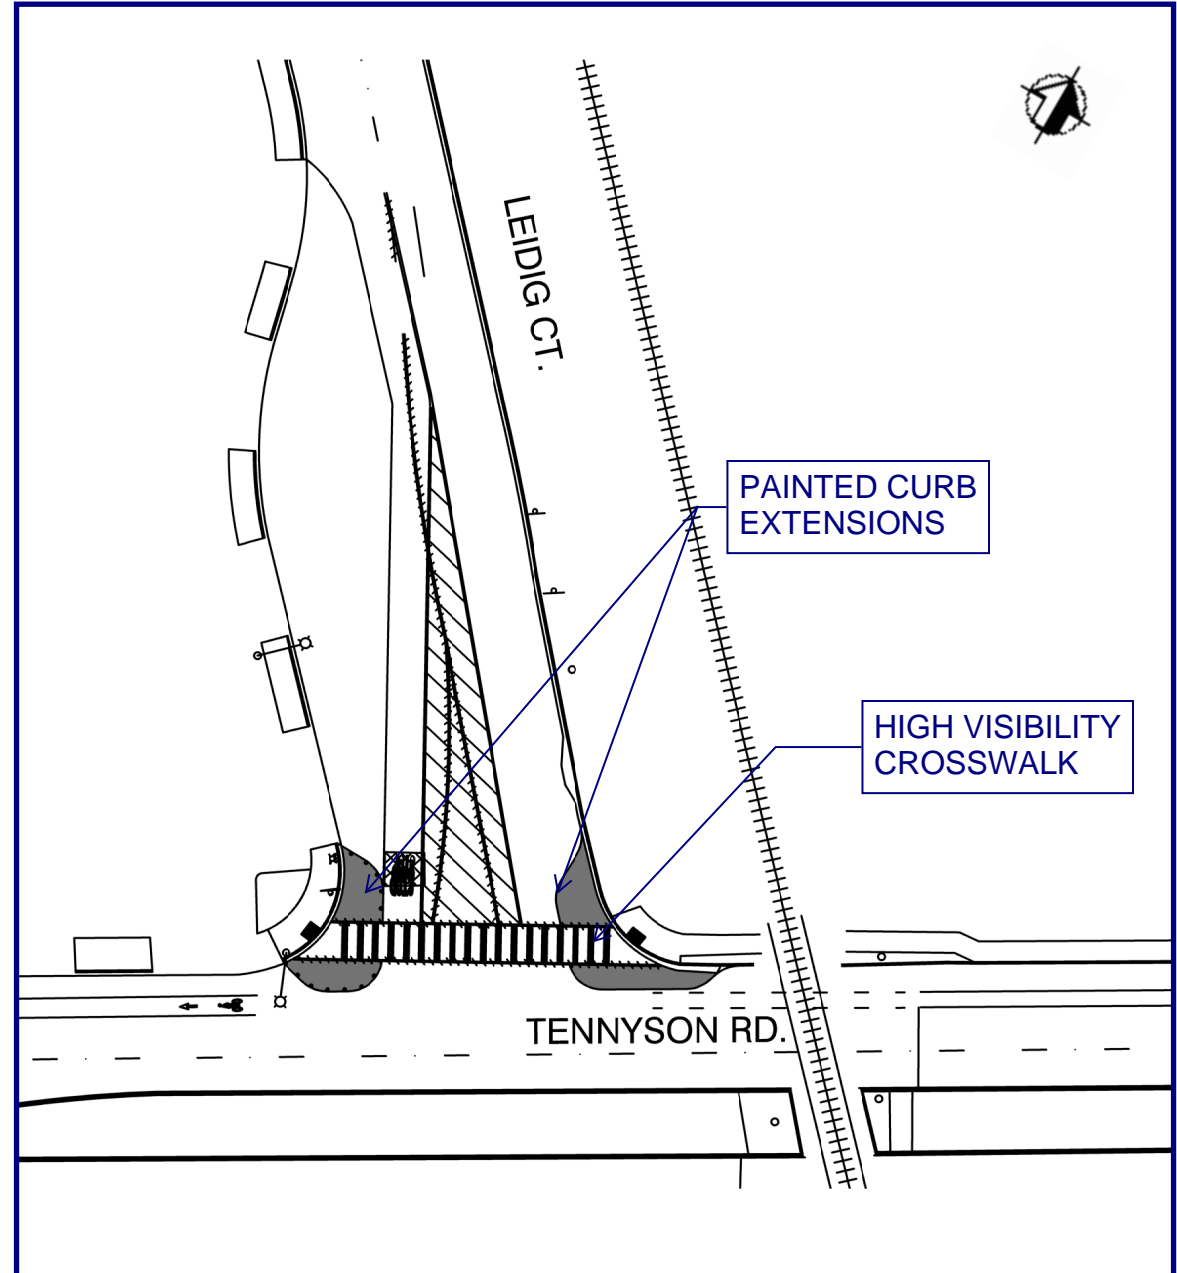 LEIDIG CT.
PAINTED CURB
EXTENSIONS
HIGH VISIBILITY
CROSSWALK
TENNYSON RD.